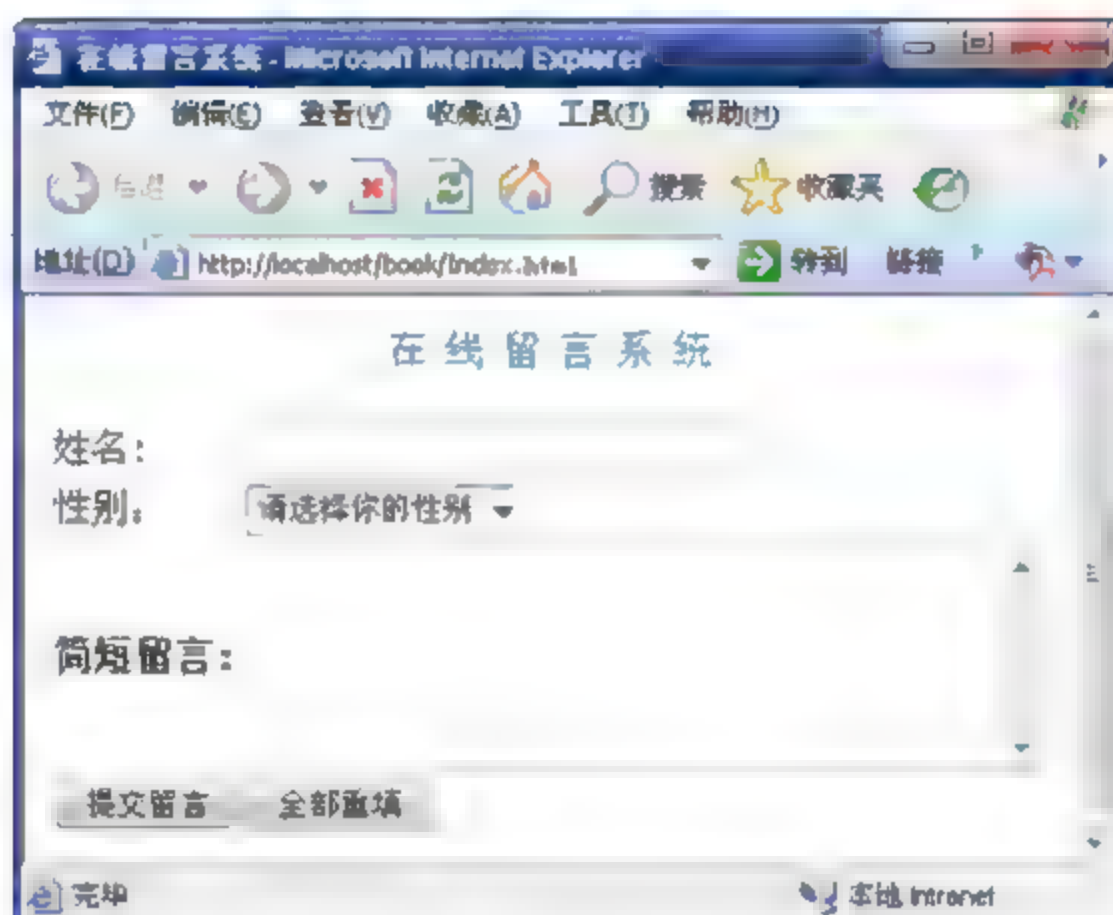 在线留言系统 - Microsoft Internet Explorer
文件(F) 编辑(E) 查看(V) 收藏(A) 工具(T) 帮助(H)
后退 搜索 收藏夹
地址(D) http://localhost/book/index.html 转到 链接
在线留言系统
姓名：
性别： 请选择你的性别
简短留言：
提交留言 全部重填
完毕 本地 Intranet